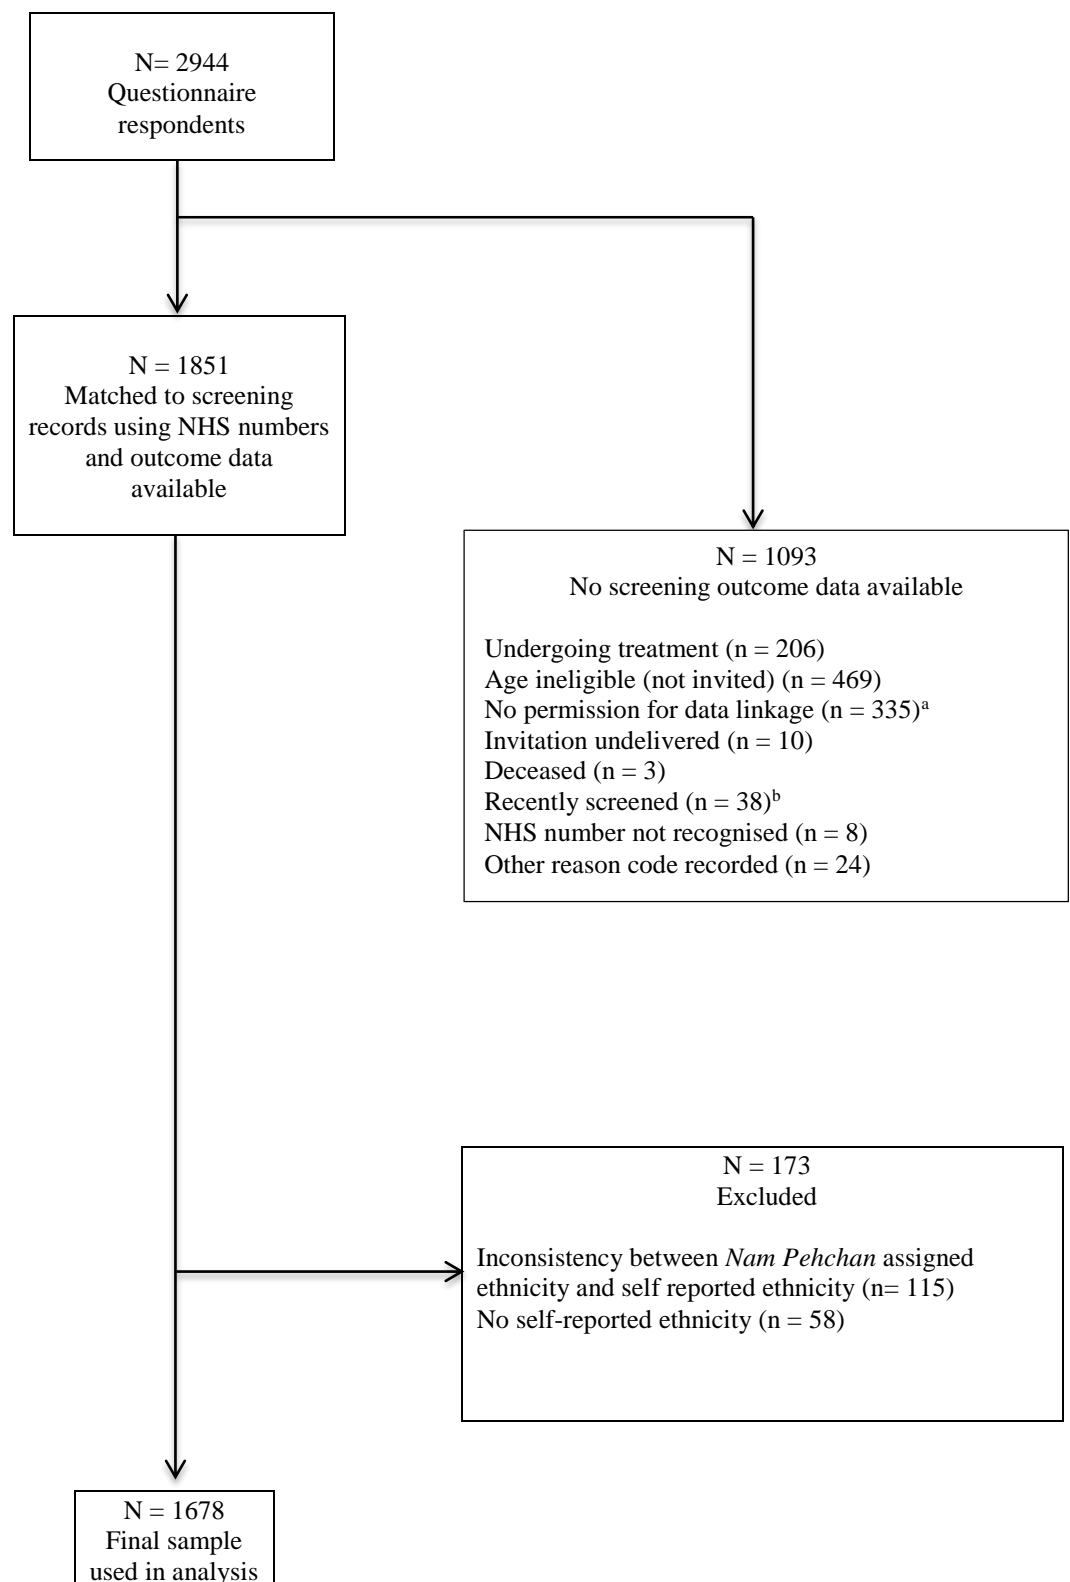 N= 2944
Questionnaire
respondents
N = 1851
Matched to screening
records using NHS numbers
and outcome data
available
N = 1093
No screening outcome data available
Undergoing treatment (n = 206)
Age ineligible (not invited) (n = 469)
No permission for data linkage (n = 335)a
Invitation undelivered (n = 10)
Deceased (n = 3)
Recently screened (n = 38)b
NHS number not recognised (n = 8)
Other reason code recorded (n = 24)
N = 173
Excluded
Inconsistency between Nam Pehchan assigned
ethnicity and self reported ethnicity (n= 115)
No self-reported ethnicity (n = 58)
N = 1678
Final sample
used in analysis